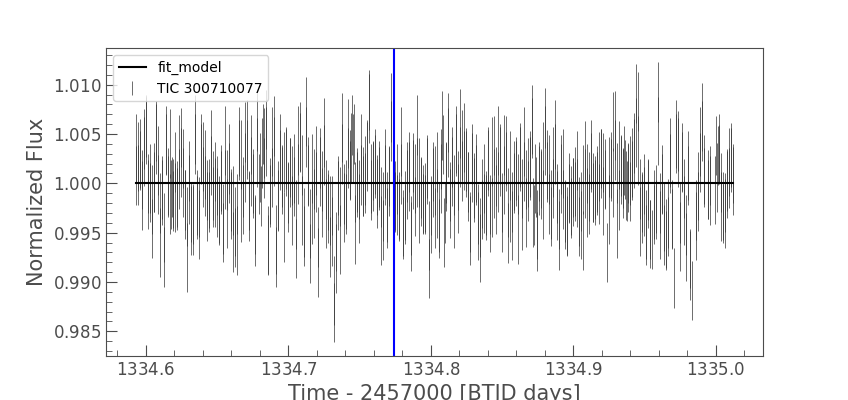 fit_model
TIC 300710077
1.010
1.005
1.000
0.995
0.990
0.985
Normalized Flux
1334.6 1334.7 1334.8 1334.9 1335.0
Time - 2457000 [BTJD days]